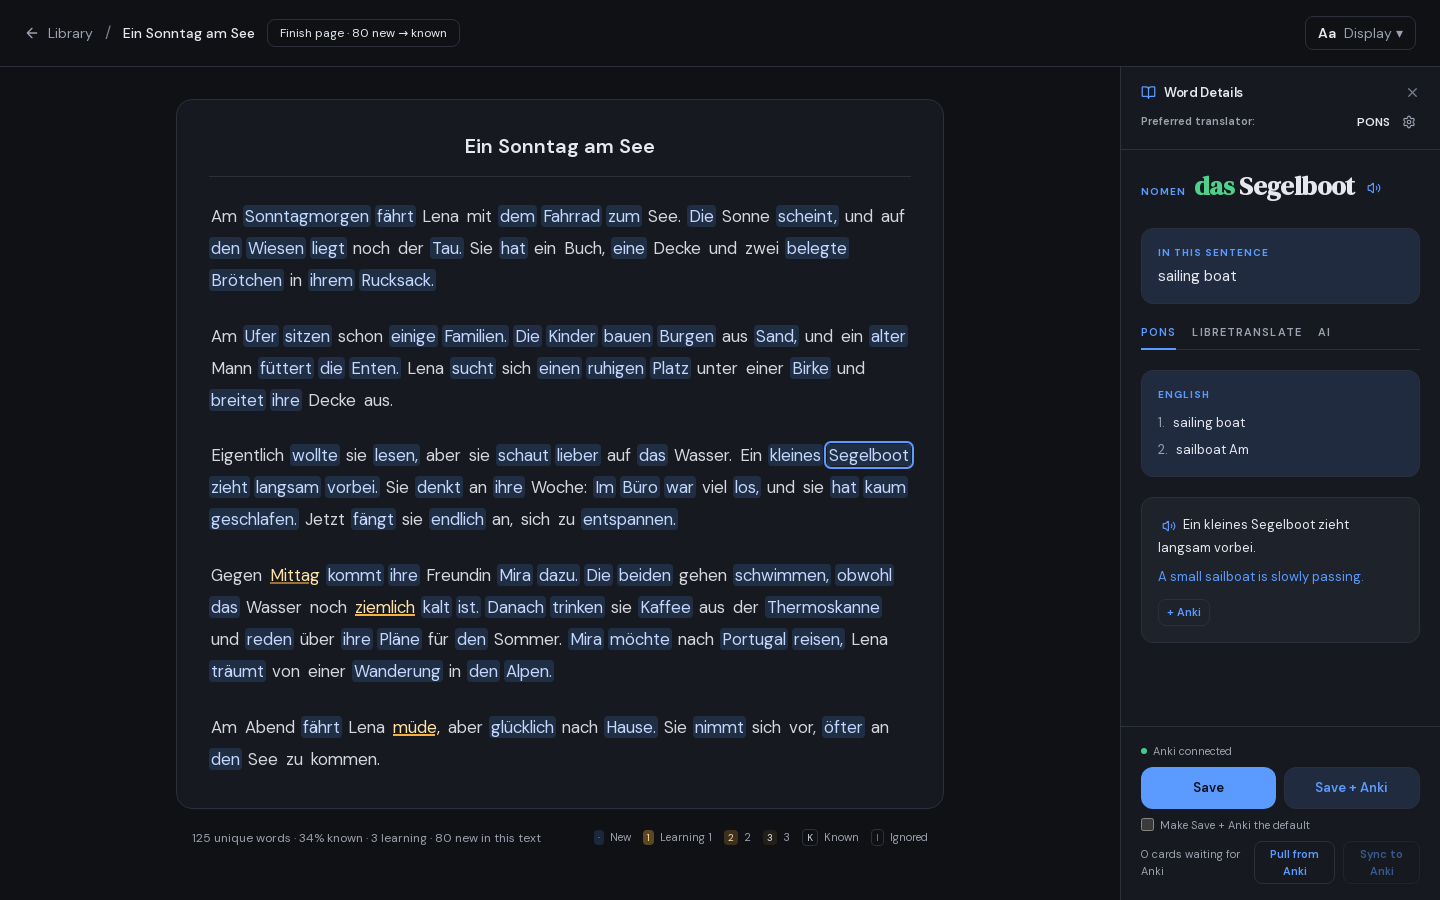 Library / Ein Sonntag am See Finish page · 80 new → known Aa Display ▾
Ein Sonntag am See
Am Sonntagmorgen fährt Lena mit dem Fahrrad zum See. Die Sonne scheint, und auf
den Wiesen liegt noch der Tau. Sie hat ein Buch, eine Decke und zwei belegte
Brötchen in ihrem Rucksack.
Am Ufer sitzen schon einige Familien. Die Kinder bauen Burgen aus Sand, und ein alter
Mann füttert die Enten. Lena sucht sich einen ruhigen Platz unter einer Birke und
breitet ihre Decke aus.
Eigentlich wollte sie lesen, aber sie schaut lieber auf das Wasser. Ein kleines Segelboot
zieht langsam vorbei. Sie denkt an ihre Woche: Im Büro war viel los, und sie hat kaum
geschlafen. Jetzt fängt sie endlich an, sich zu entspannen.
Gegen Mittag kommt ihre Freundin Mira dazu. Die beiden gehen schwimmen, obwohl
das Wasser noch ziemlich kalt ist. Danach trinken sie Kaffee aus der Thermoskanne
und reden über ihre Pläne für den Sommer. Mira möchte nach Portugal reisen, Lena
träumt von einer Wanderung in den Alpen.
Am Abend fährt Lena müde, aber glücklich nach Hause. Sie nimmt sich vor, öfter an
den See zu kommen.
125 unique words · 34% known · 3 learning · 80 new in this text
· New 1 Learning 1 2 2 3 3 K Known I Ignored
Word Details
Preferred translator: PONS
NOMEN das Segelboot
IN THIS SENTENCE
sailing boat
PONS LIBRETRANSLATE AI
ENGLISH
1. sailing boat
2. sailboat Am
Ein kleines Segelboot zieht
langsam vorbei.
A small sailboat is slowly passing.
+ Anki
Anki connected
Save Save + Anki
Make Save + Anki the default
0 cards waiting for
Anki
Pull from
Anki
Sync to
Anki